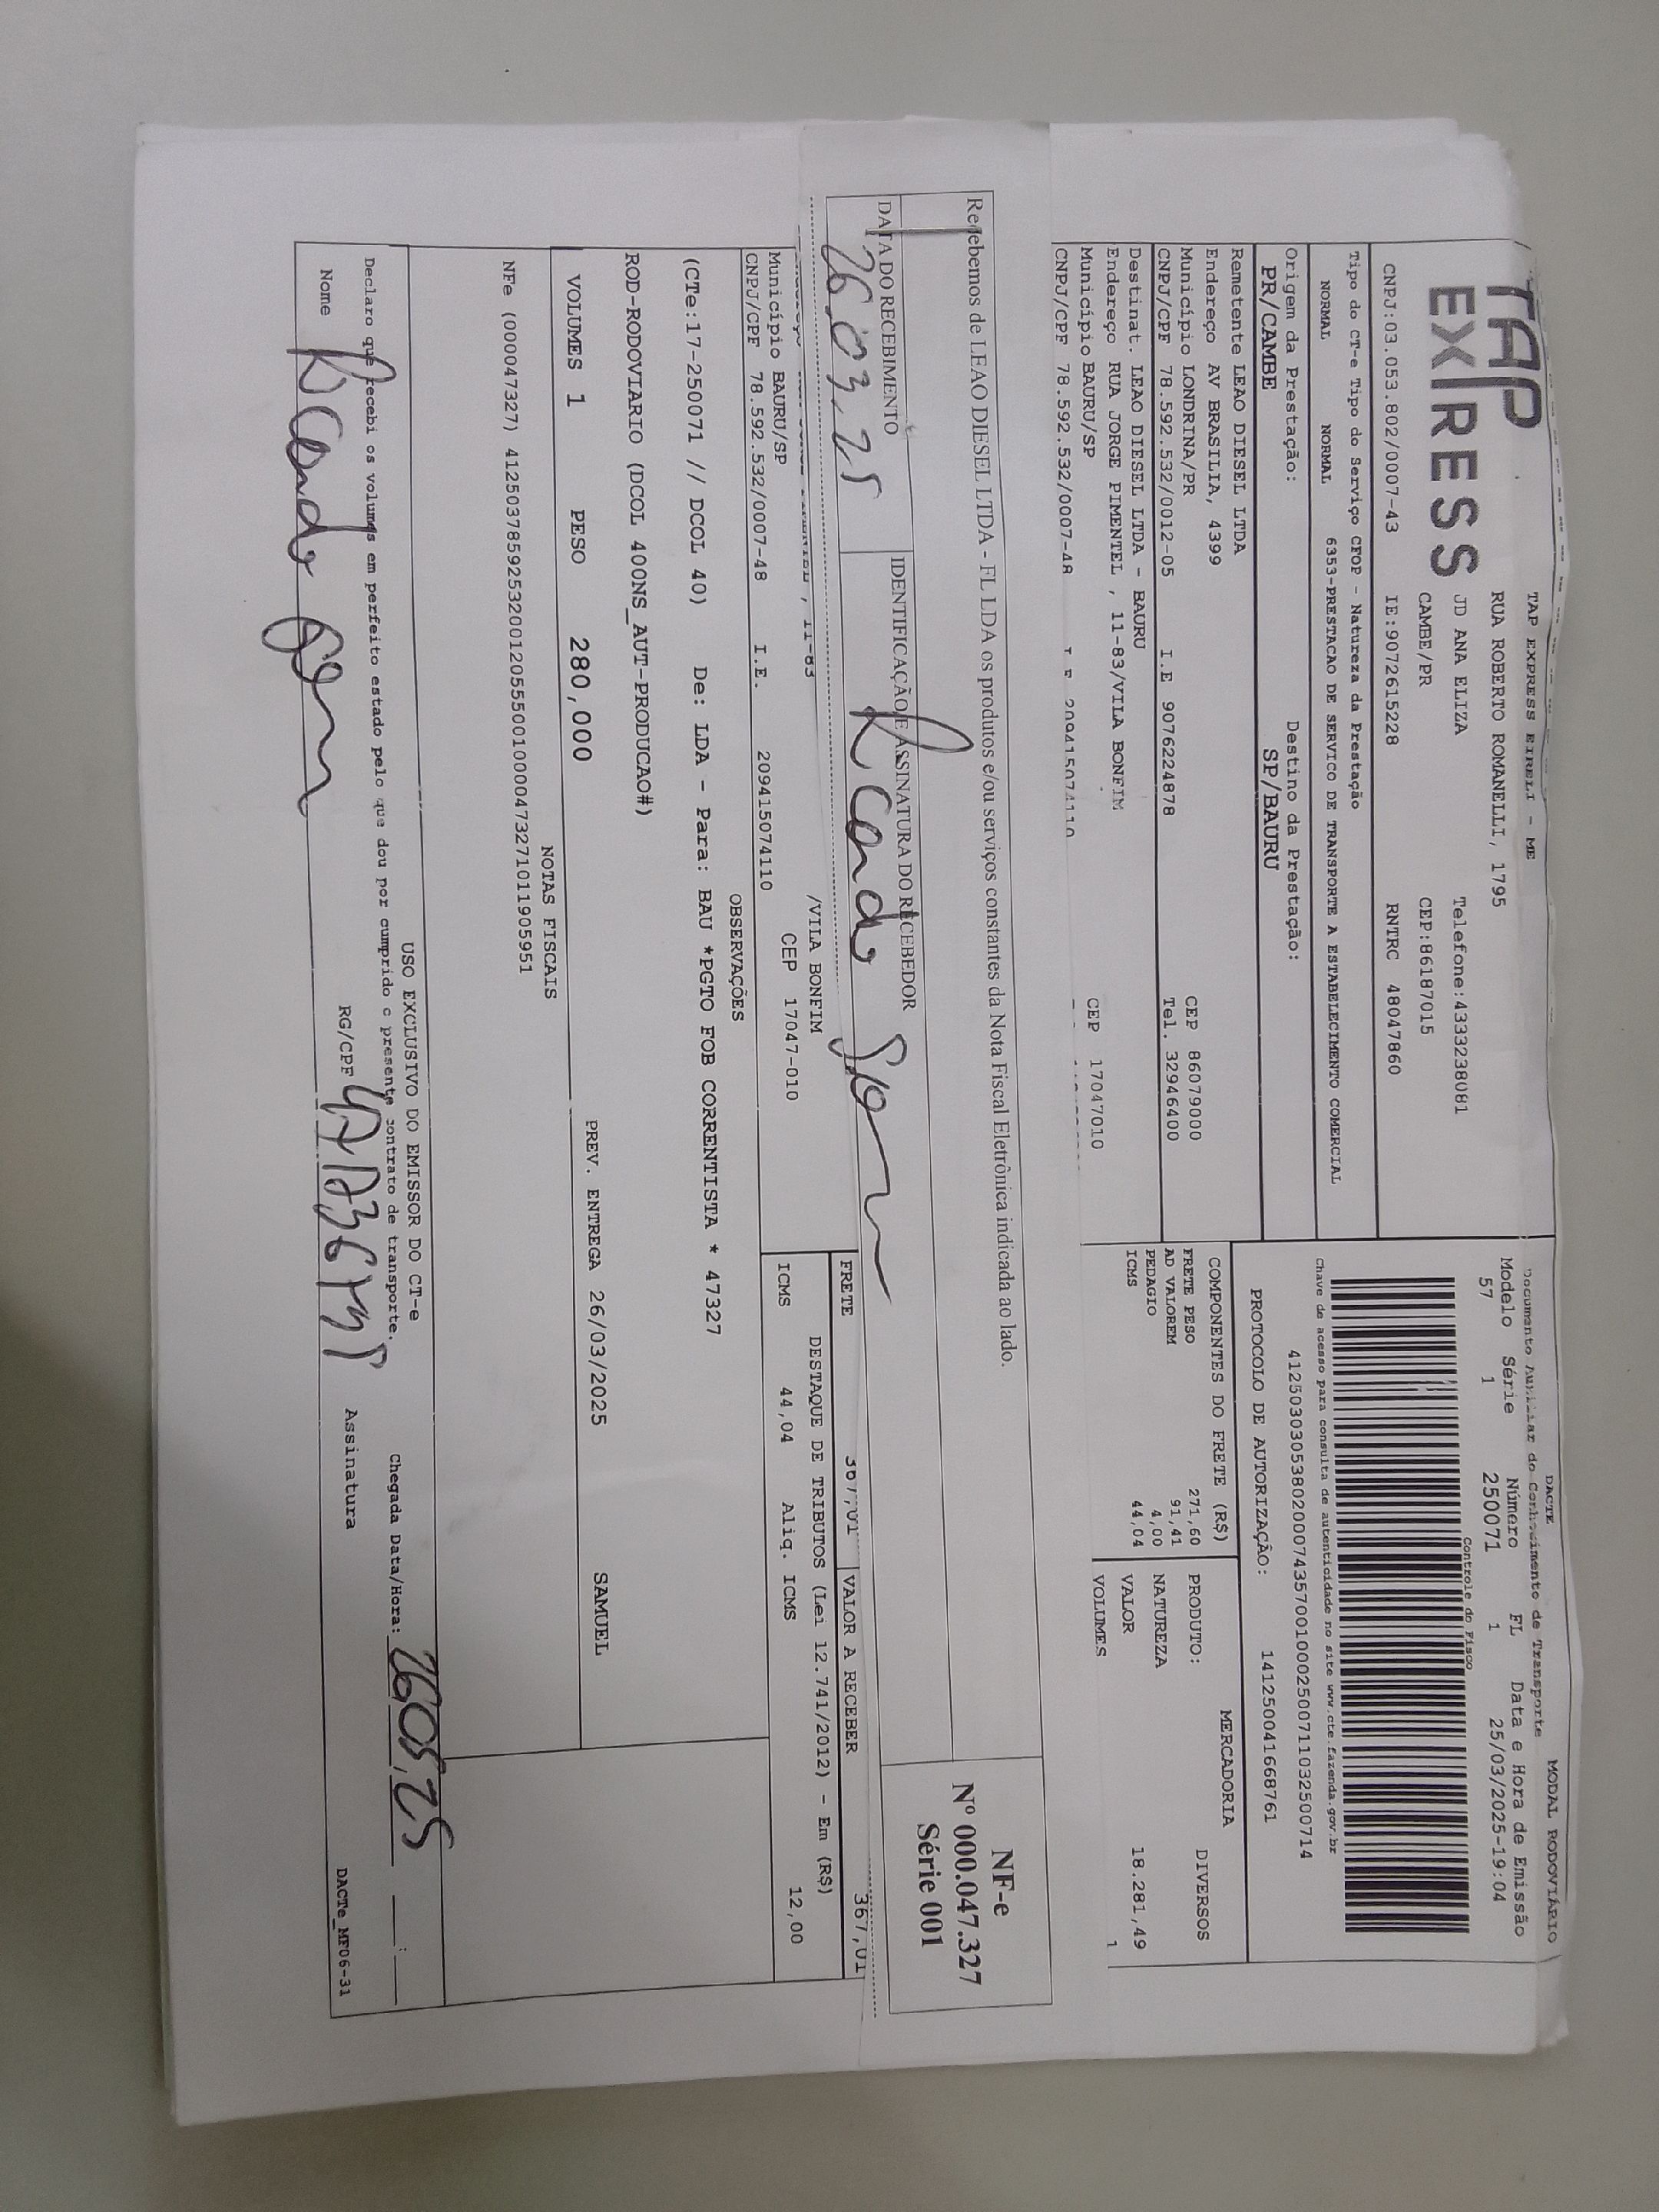 TAP
EXPRESS
TAP EXPRESS EIRELI - ME
RUA ROBERTO ROMANELLI, 1795
JD ANA ELIZA Telefone:4333238081
CAMBE/PR CEP:86187015
CNPJ:03.053.802/0007-43 IE:9072615228 RNTRC 48047860
DACTE MODAL RODOVIÁRIO
Documento Auxiliar do Conhecimento de Transporte
Modelo Série Número FL Data e Hora de Emissão
57 1 250071 1 25/03/2025-19:04
Controle do Fisco
Chave de acesso para consulta de autenticidade no site www.cte.fazenda.gov.br
41250303053802000743570010002500711032500714
PROTOCOLO DE AUTORIZAÇÃO: 141250041668761
Tipo do CT-e Tipo do Serviço CFOP - Natureza da Prestação
NORMAL NORMAL 6353-PRESTACAO DE SERVICO DE TRANSPORTE A ESTABELECIMENTO COMERCIAL
Origem da Prestação: Destino da Prestação:
PR/CAMBE SP/BAURU
Remetente LEAO DIESEL LTDA
Endereço AV BRASILIA, 4399
Município LONDRINA/PR CEP 86079000
CNPJ/CPF 78.592.532/0012-05 I.E 9076224878 Tel. 32946400
Destinat. LEAO DIESEL LTDA - BAURU
Endereço RUA JORGE PIMENTEL , 11-83/VILA BONFIM
Município BAURU/SP CEP 17047010
CNPJ/CPF 78.592.532/0007-48 I E 209415074110
COMPONENTES DO FRETE (R$)
FRETE PESO 271,60
AD VALOREM 91,41
PEDAGIO 4,00
ICMS 44,04
MERCADORIA
PRODUTO: DIVERSOS
NATUREZA
VALOR 18.281,49
VOLUMES 1
Recebemos de LEAO DIESEL LTDA - FL LDA os produtos e/ou serviços constantes da Nota Fiscal Eletrônica indicada ao lado.
DATA DO RECEBIMENTO IDENTIFICAÇÃO E ASSINATURA DO RECEBEDOR
26.03.25
NF-e
Nº 000.047.327
Série 001
, 11-83 /VILA BONFIM
Município BAURU/SP CEP 17047-010
CNPJ/CPF 78.592.532/0007-48 I.E. 209415074110
FRETE 367,01 VALOR A RECEBER 367,01
DESTAQUE DE TRIBUTOS (Lei 12.741/2012) - Em (R$)
ICMS 44,04 Aliq. ICMS 12,00
OBSERVAÇÕES
(CTe:17-250071 // DCOL 40) De: LDA - Para: BAU *PGTO FOB CORRENTISTA * 47327
ROD-RODOVIARIO (DCOL 400NS_AUT-PRODUCAO#)
VOLUMES 1 PESO 280,000 PREV. ENTREGA 26/03/2025 SAMUEL
NOTAS FISCAIS
NFe (000047327) 41250378592532001205550010000473271011905951
USO EXCLUSIVO DO EMISSOR DO CT-e
Declaro que recebi os volumes em perfeito estado pelo que dou por cumprido o presente contrato de transporte.
Chegada Data/Hora: __:__
Nome RG/CPF Assinatura
DACTe_MF06-31